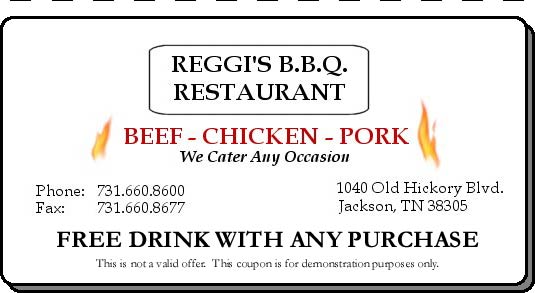 REGGI'S B.B.Q.
RESTAURANT
BEEF - CHICKEN - PORK
We Cater Any Occasion
Phone: 731.660.8600
Fax: 731.660.8677
1040 Old Hickory Blvd.
Jackson, TN 38305
FREE DRINK WITH ANY PURCHASE
This is not a valid offer. This coupon is for demonstration purposes only.